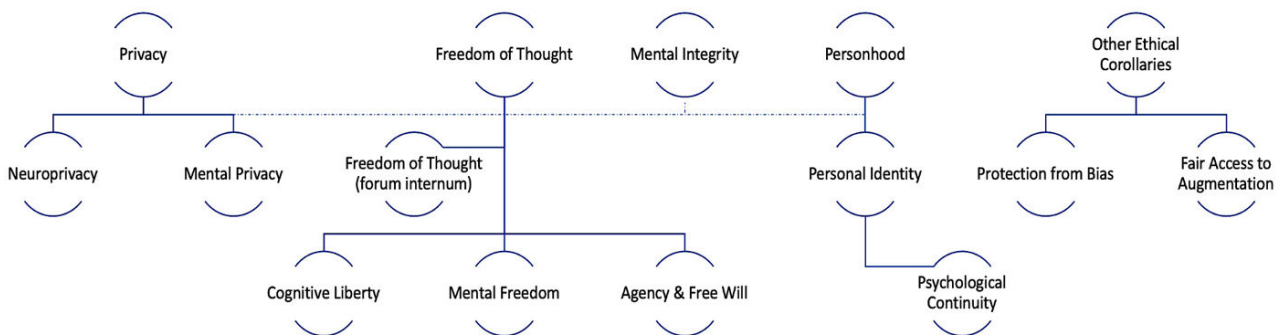 Privacy
Freedom of Thought
Mental Integrity
Personhood
Other Ethical
Corollaries
Neuroprivacy
Mental Privacy
Freedom of Thought
(forum internum)
Personal Identity
Protection from Bias
Fair Access to
Augmentation
Cognitive Liberty
Mental Freedom
Agency & Free Will
Psychological
Continuity